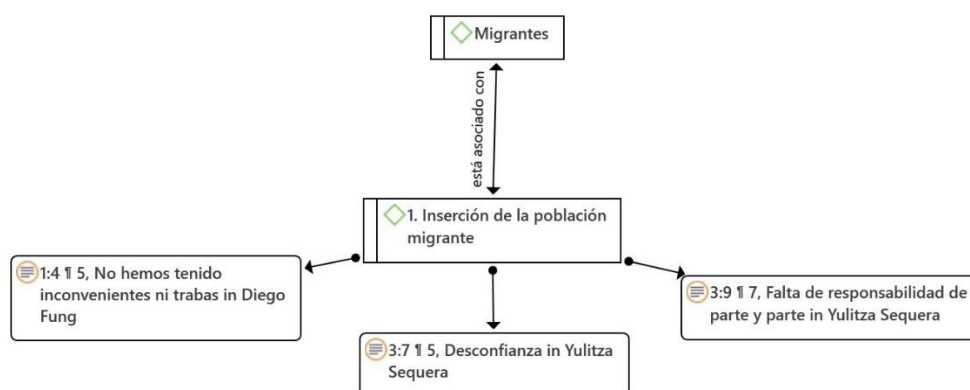 Migrantes
está asociado con
1. Inserción de la población
migrante
1:4 ¶ 5, No hemos tenido
inconvenientes ni trabas in Diego
Fung
3:7 ¶ 5, Desconfianza in Yulitza
Sequera
3:9 ¶ 7, Falta de responsabilidad de
parte y parte in Yulitza Sequera